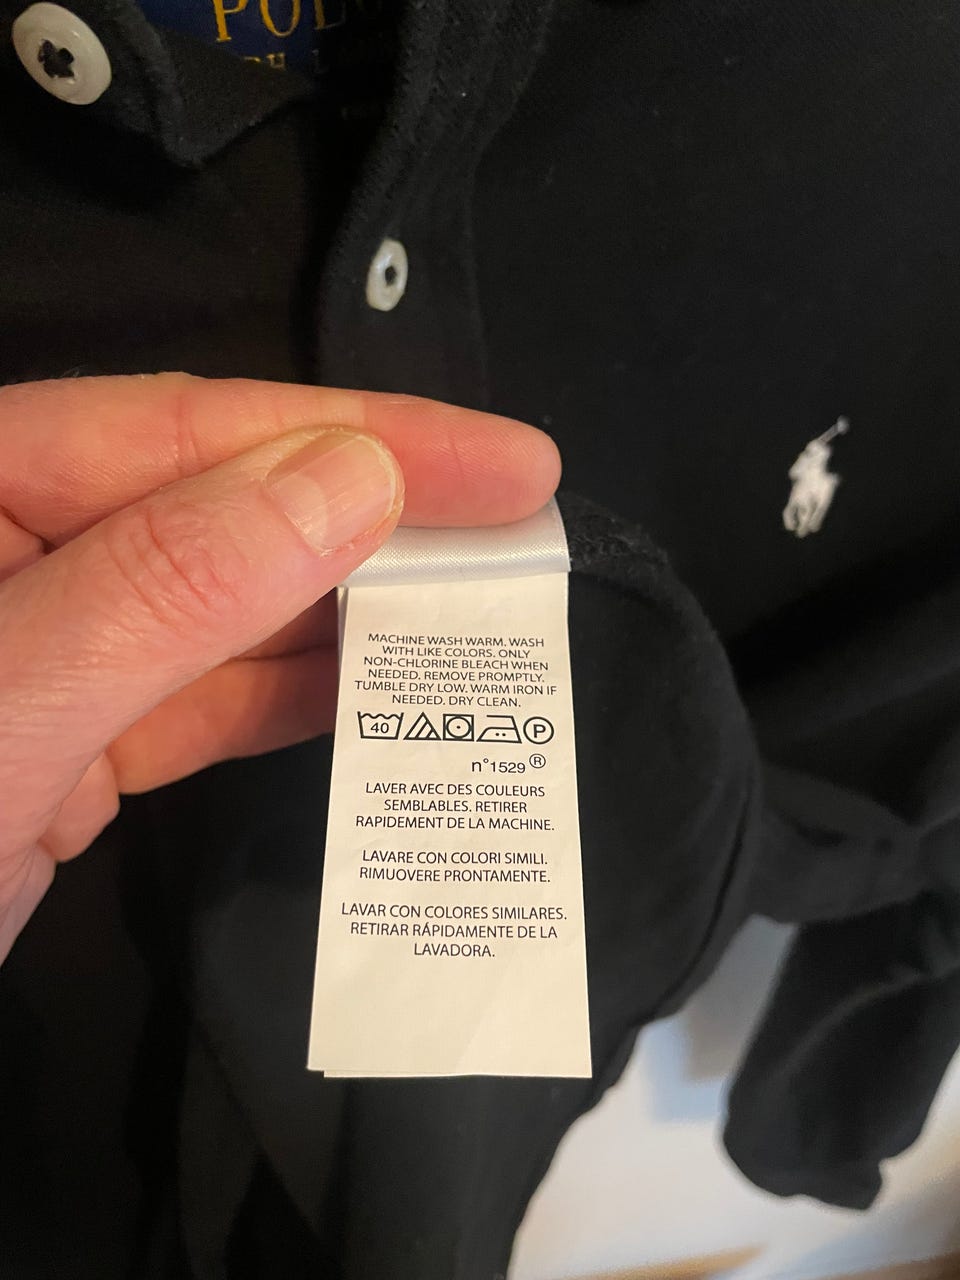 POLO
MACHINE WASH WARM. WASH
WITH LIKE COLORS. ONLY
NON-CHLORINE BLEACH WHEN
NEEDED. REMOVE PROMPTLY.
TUMBLE DRY LOW. WARM IRON IF
NEEDED. DRY CLEAN.
40 P
n°1529 ®
LAVER AVEC DES COULEURS
SEMBLABLES. RETIRER
RAPIDEMENT DE LA MACHINE.
LAVARE CON COLORI SIMILI.
RIMUOVERE PRONTAMENTE.
LAVAR CON COLORES SIMILARES.
RETIRAR RÁPIDAMENTE DE LA
LAVADORA.